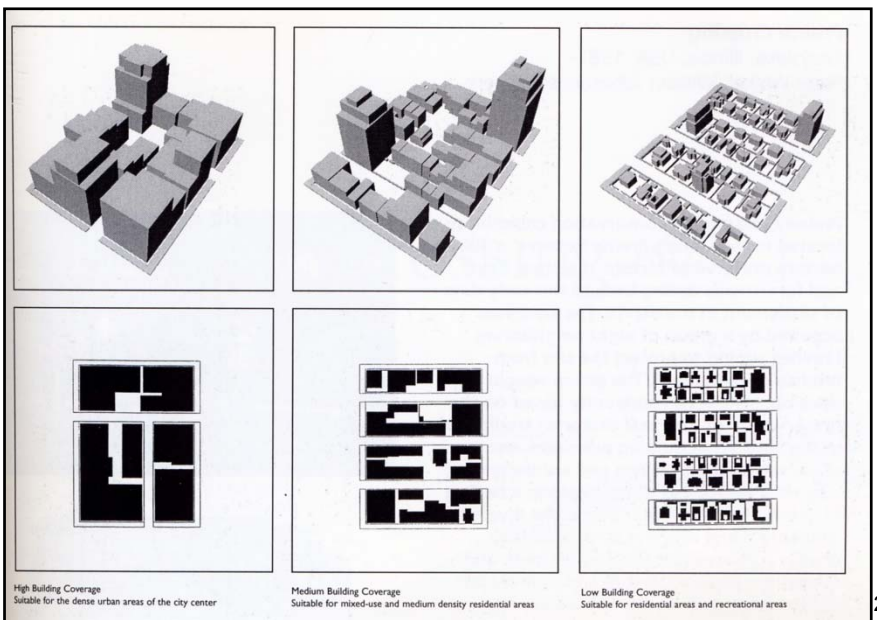 High Building Coverage
Suitable for the dense urban areas of the city center
Medium Building Coverage
Suitable for mixed-use and medium density residential areas
Low Building Coverage
Suitable for residential areas and recreational areas